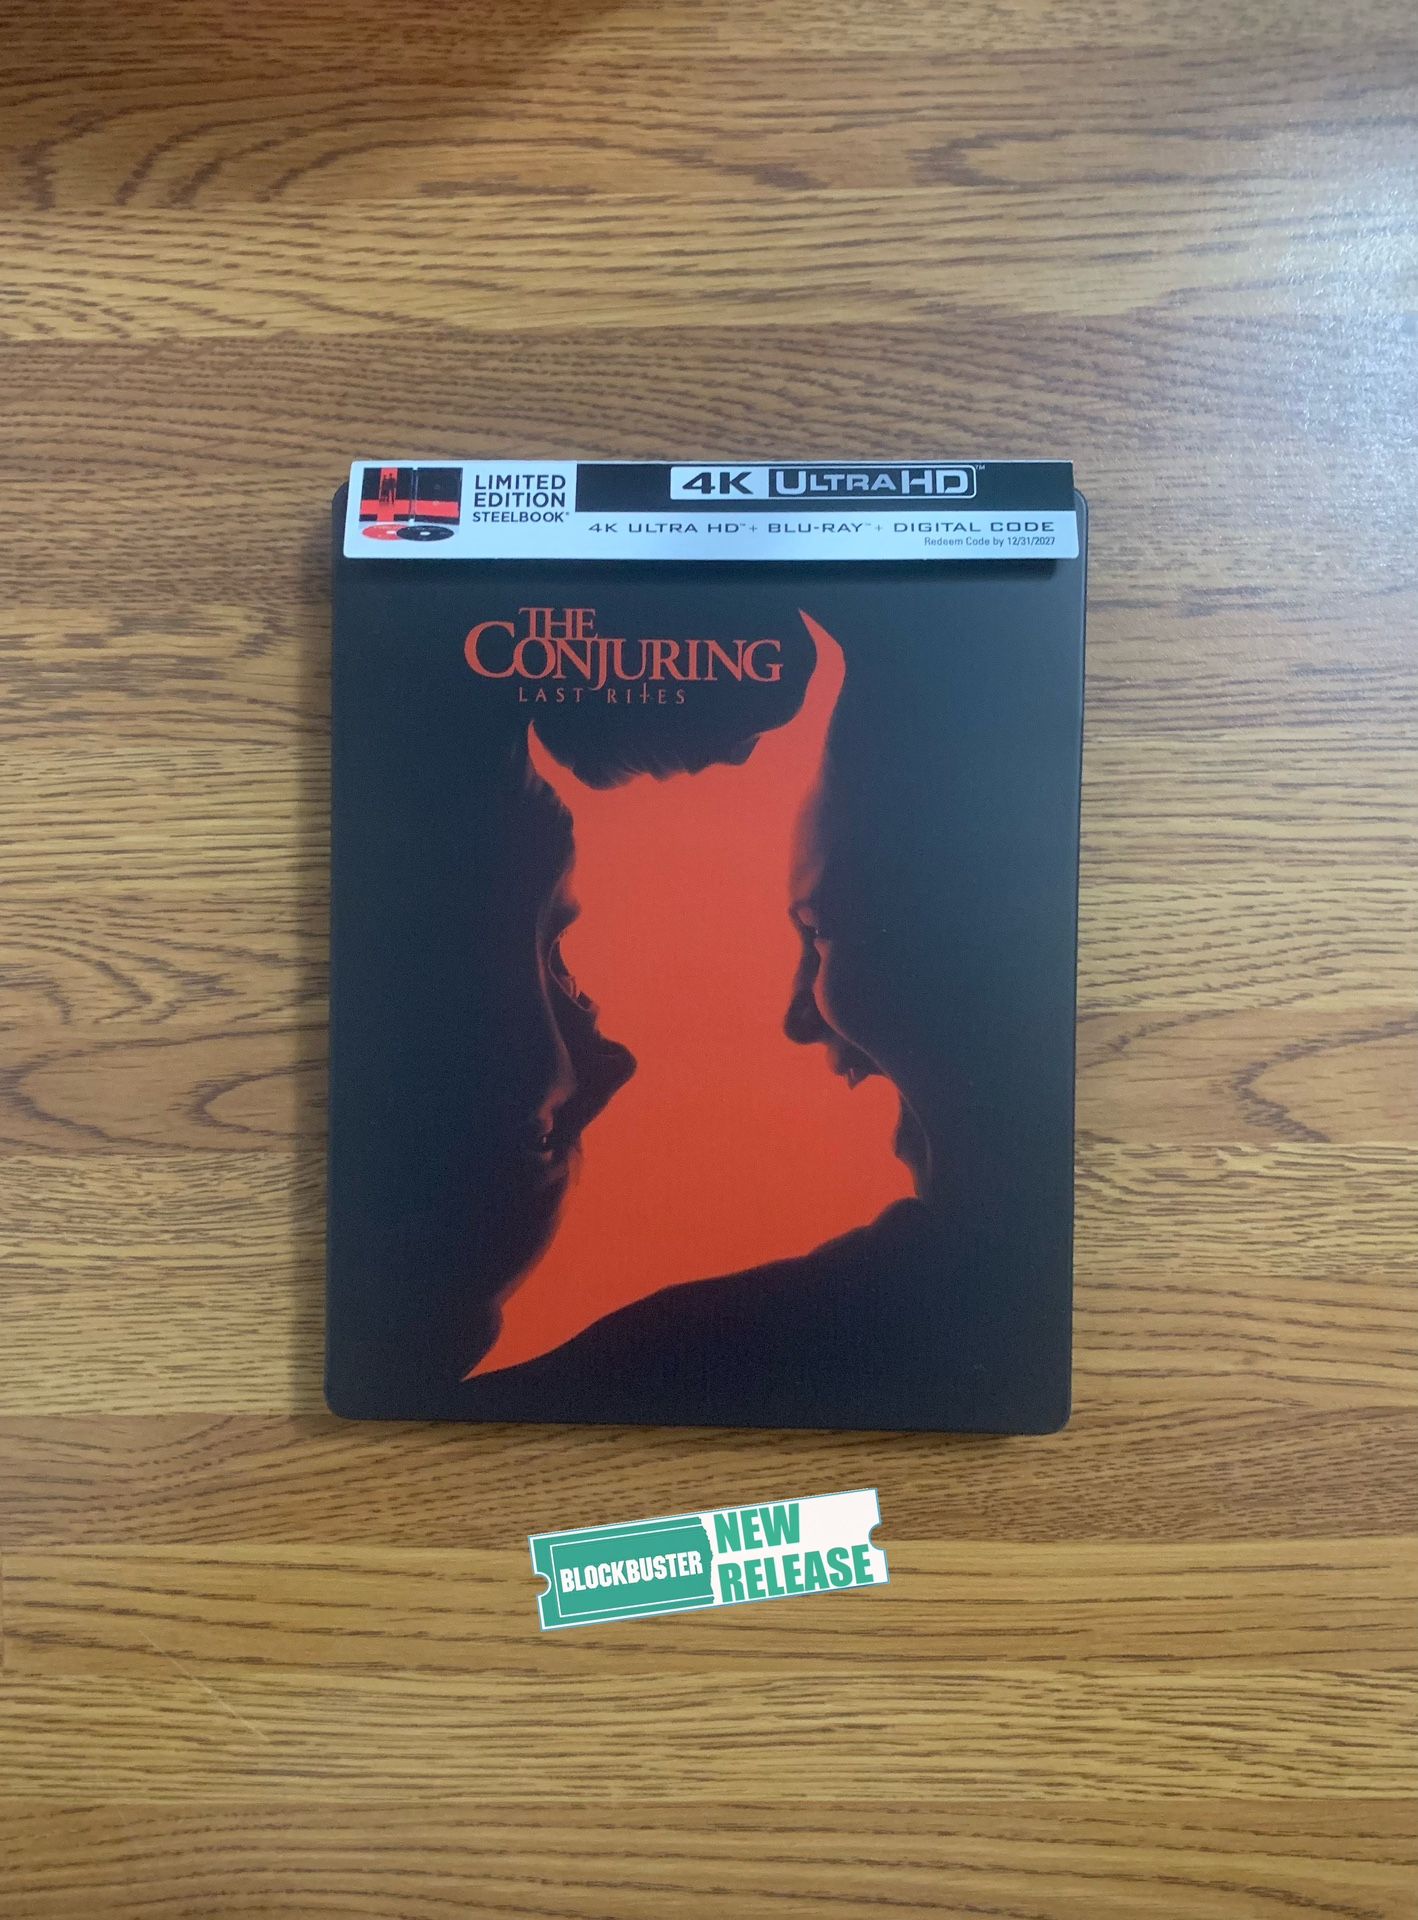 LIMITED
EDITION
STEELBOOK®
4K ULTRA HD™
4K ULTRA HD™ + BLU-RAY™ + DIGITAL CODE
Redeem Code by 12/31/2027
THE
CONJURING
LAST RITES
BLOCKBUSTER
NEW
RELEASE